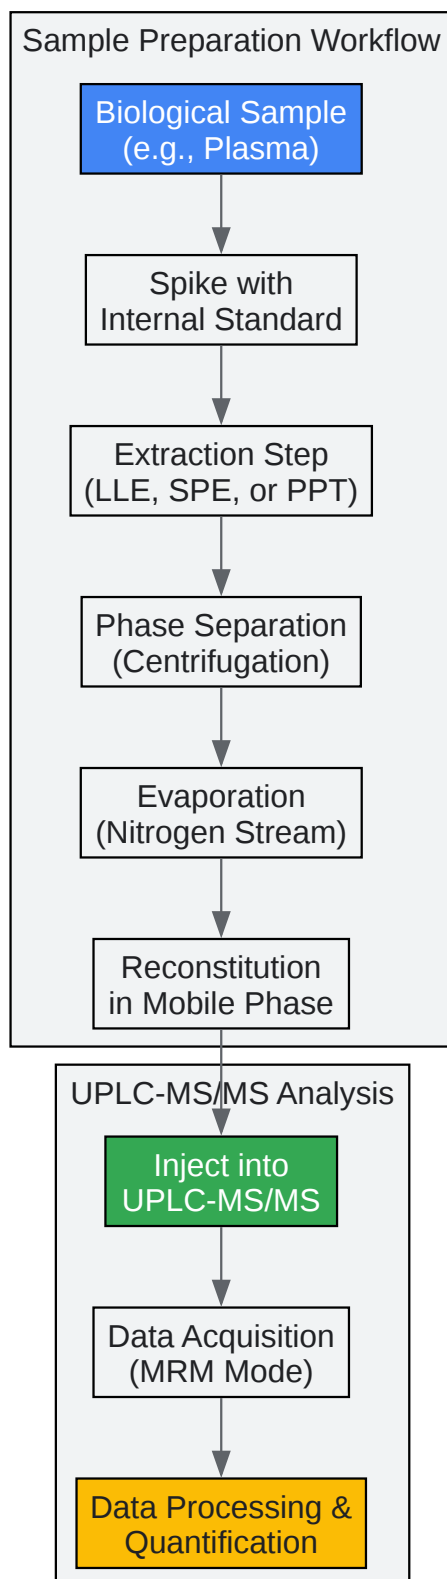 Sample Preparation Workflow
Biological Sample
(e.g., Plasma)
Spike with
Internal Standard
Extraction Step
(LLE, SPE, or PPT)
Phase Separation
(Centrifugation)
Evaporation
(Nitrogen Stream)
Reconstitution
in Mobile Phase
UPLC-MS/MS Analysis
Inject into
UPLC-MS/MS
Data Acquisition
(MRM Mode)
Data Processing &
Quantification